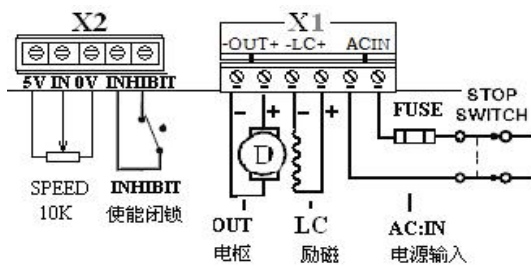 X2
X1
-OUT+ -LC+ ACIN
5V IN 0V INHIBIT
- + - +
D
FUSE
STOP
SWITCH
SPEED
10K
INHIBIT
使能闭锁
OUT
电枢
LC
励磁
AC:IN
电源输入